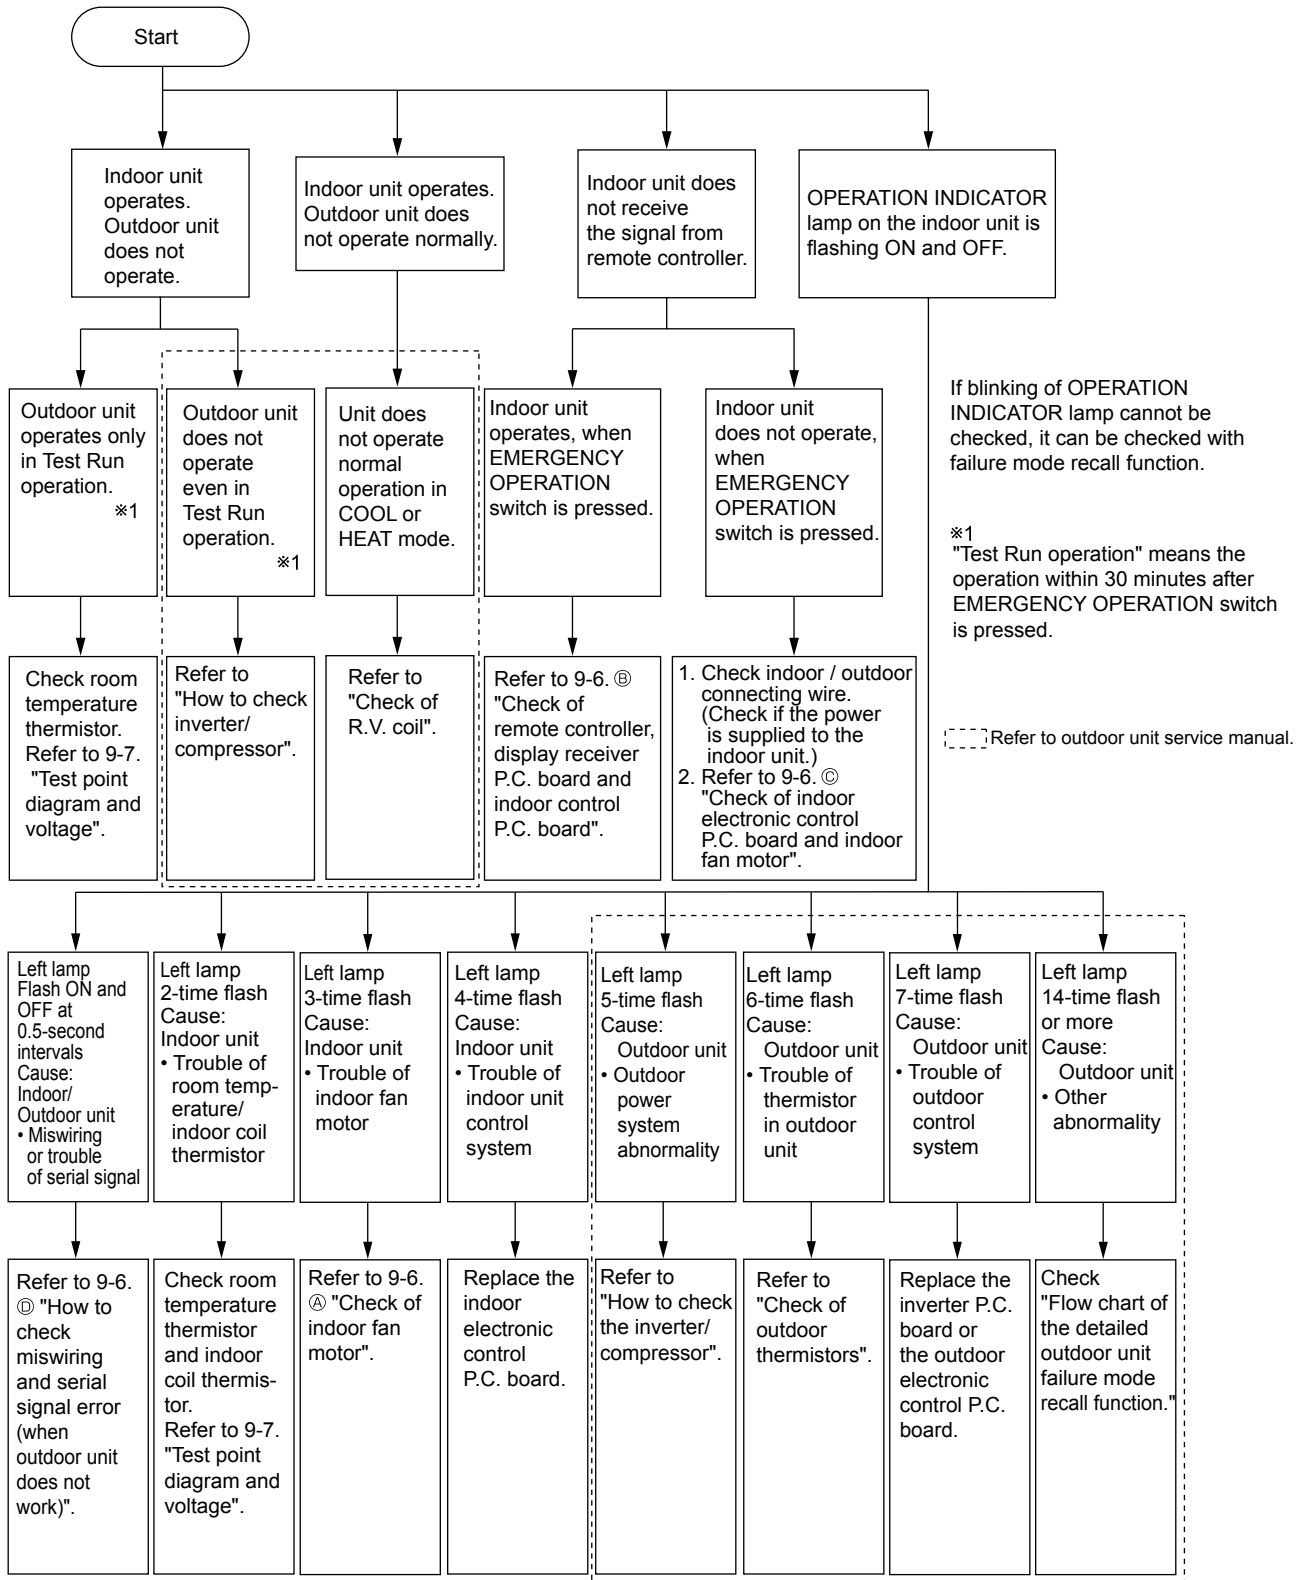 Start
Indoor unit
operates.
Outdoor unit
does not
operate.
Indoor unit operates.
Outdoor unit does
not operate normally.
Indoor unit does
not receive
the signal from
remote controller.
OPERATION INDICATOR
lamp on the indoor unit is
flashing ON and OFF.
Outdoor unit
operates only
in Test Run
operation.
※1
Outdoor unit
does not
operate
even in
Test Run
operation.
※1
Unit does
not operate
normal
operation in
COOL or
HEAT mode.
Indoor unit
operates, when
EMERGENCY
OPERATION
switch is pressed.
Indoor unit
does not operate,
when
EMERGENCY
OPERATION
switch is pressed.
If blinking of OPERATION
INDICATOR lamp cannot be
checked, it can be checked with
failure mode recall function.
※1
"Test Run operation" means the
operation within 30 minutes after
EMERGENCY OPERATION switch
is pressed.
Refer to outdoor unit service manual.
Check room
temperature
thermistor.
Refer to 9-7.
"Test point
diagram and
voltage".
Refer to
"How to check
inverter/
compressor".
Refer to
"Check of
R.V. coil".
Refer to 9-6. Ⓑ
"Check of
remote controller,
display receiver
P.C. board and
indoor control
P.C. board".
1. Check indoor / outdoor
connecting wire.
(Check if the power
is supplied to the
indoor unit.)
2. Refer to 9-6. Ⓒ
"Check of indoor
electronic control
P.C. board and indoor
fan motor".
Left lamp
Flash ON and
OFF at
0.5-second
intervals
Cause:
Indoor/
Outdoor unit
• Miswiring
or trouble
of serial signal
Left lamp
2-time flash
Cause:
Indoor unit
• Trouble of
room temp-
erature/
indoor coil
thermistor
Left lamp
3-time flash
Cause:
Indoor unit
• Trouble of
indoor fan
motor
Left lamp
4-time flash
Cause:
Indoor unit
• Trouble of
indoor unit
control
system
Left lamp
5-time flash
Cause:
Outdoor unit
• Outdoor
power
system
abnormality
Left lamp
6-time flash
Cause:
Outdoor unit
• Trouble of
thermistor
in outdoor
unit
Left lamp
7-time flash
Cause:
Outdoor unit
• Trouble of
outdoor
control
system
Left lamp
14-time flash
or more
Cause:
Outdoor unit
• Other
abnormality
Refer to 9-6.
Ⓓ "How to
check
miswiring
and serial
signal error
(when
outdoor unit
does not
work)".
Check room
temperature
thermistor
and indoor
coil thermis-
tor.
Refer to 9-7.
"Test point
diagram and
voltage".
Refer to 9-6.
Ⓐ "Check of
indoor fan
motor".
Replace the
indoor
electronic
control
P.C. board.
Refer to
"How to check
the inverter/
compressor".
Refer to
"Check of
outdoor
thermistors".
Replace the
inverter P.C.
board or
the outdoor
electronic
control P.C.
board.
Check
"Flow chart of
the detailed
outdoor unit
failure mode
recall function."